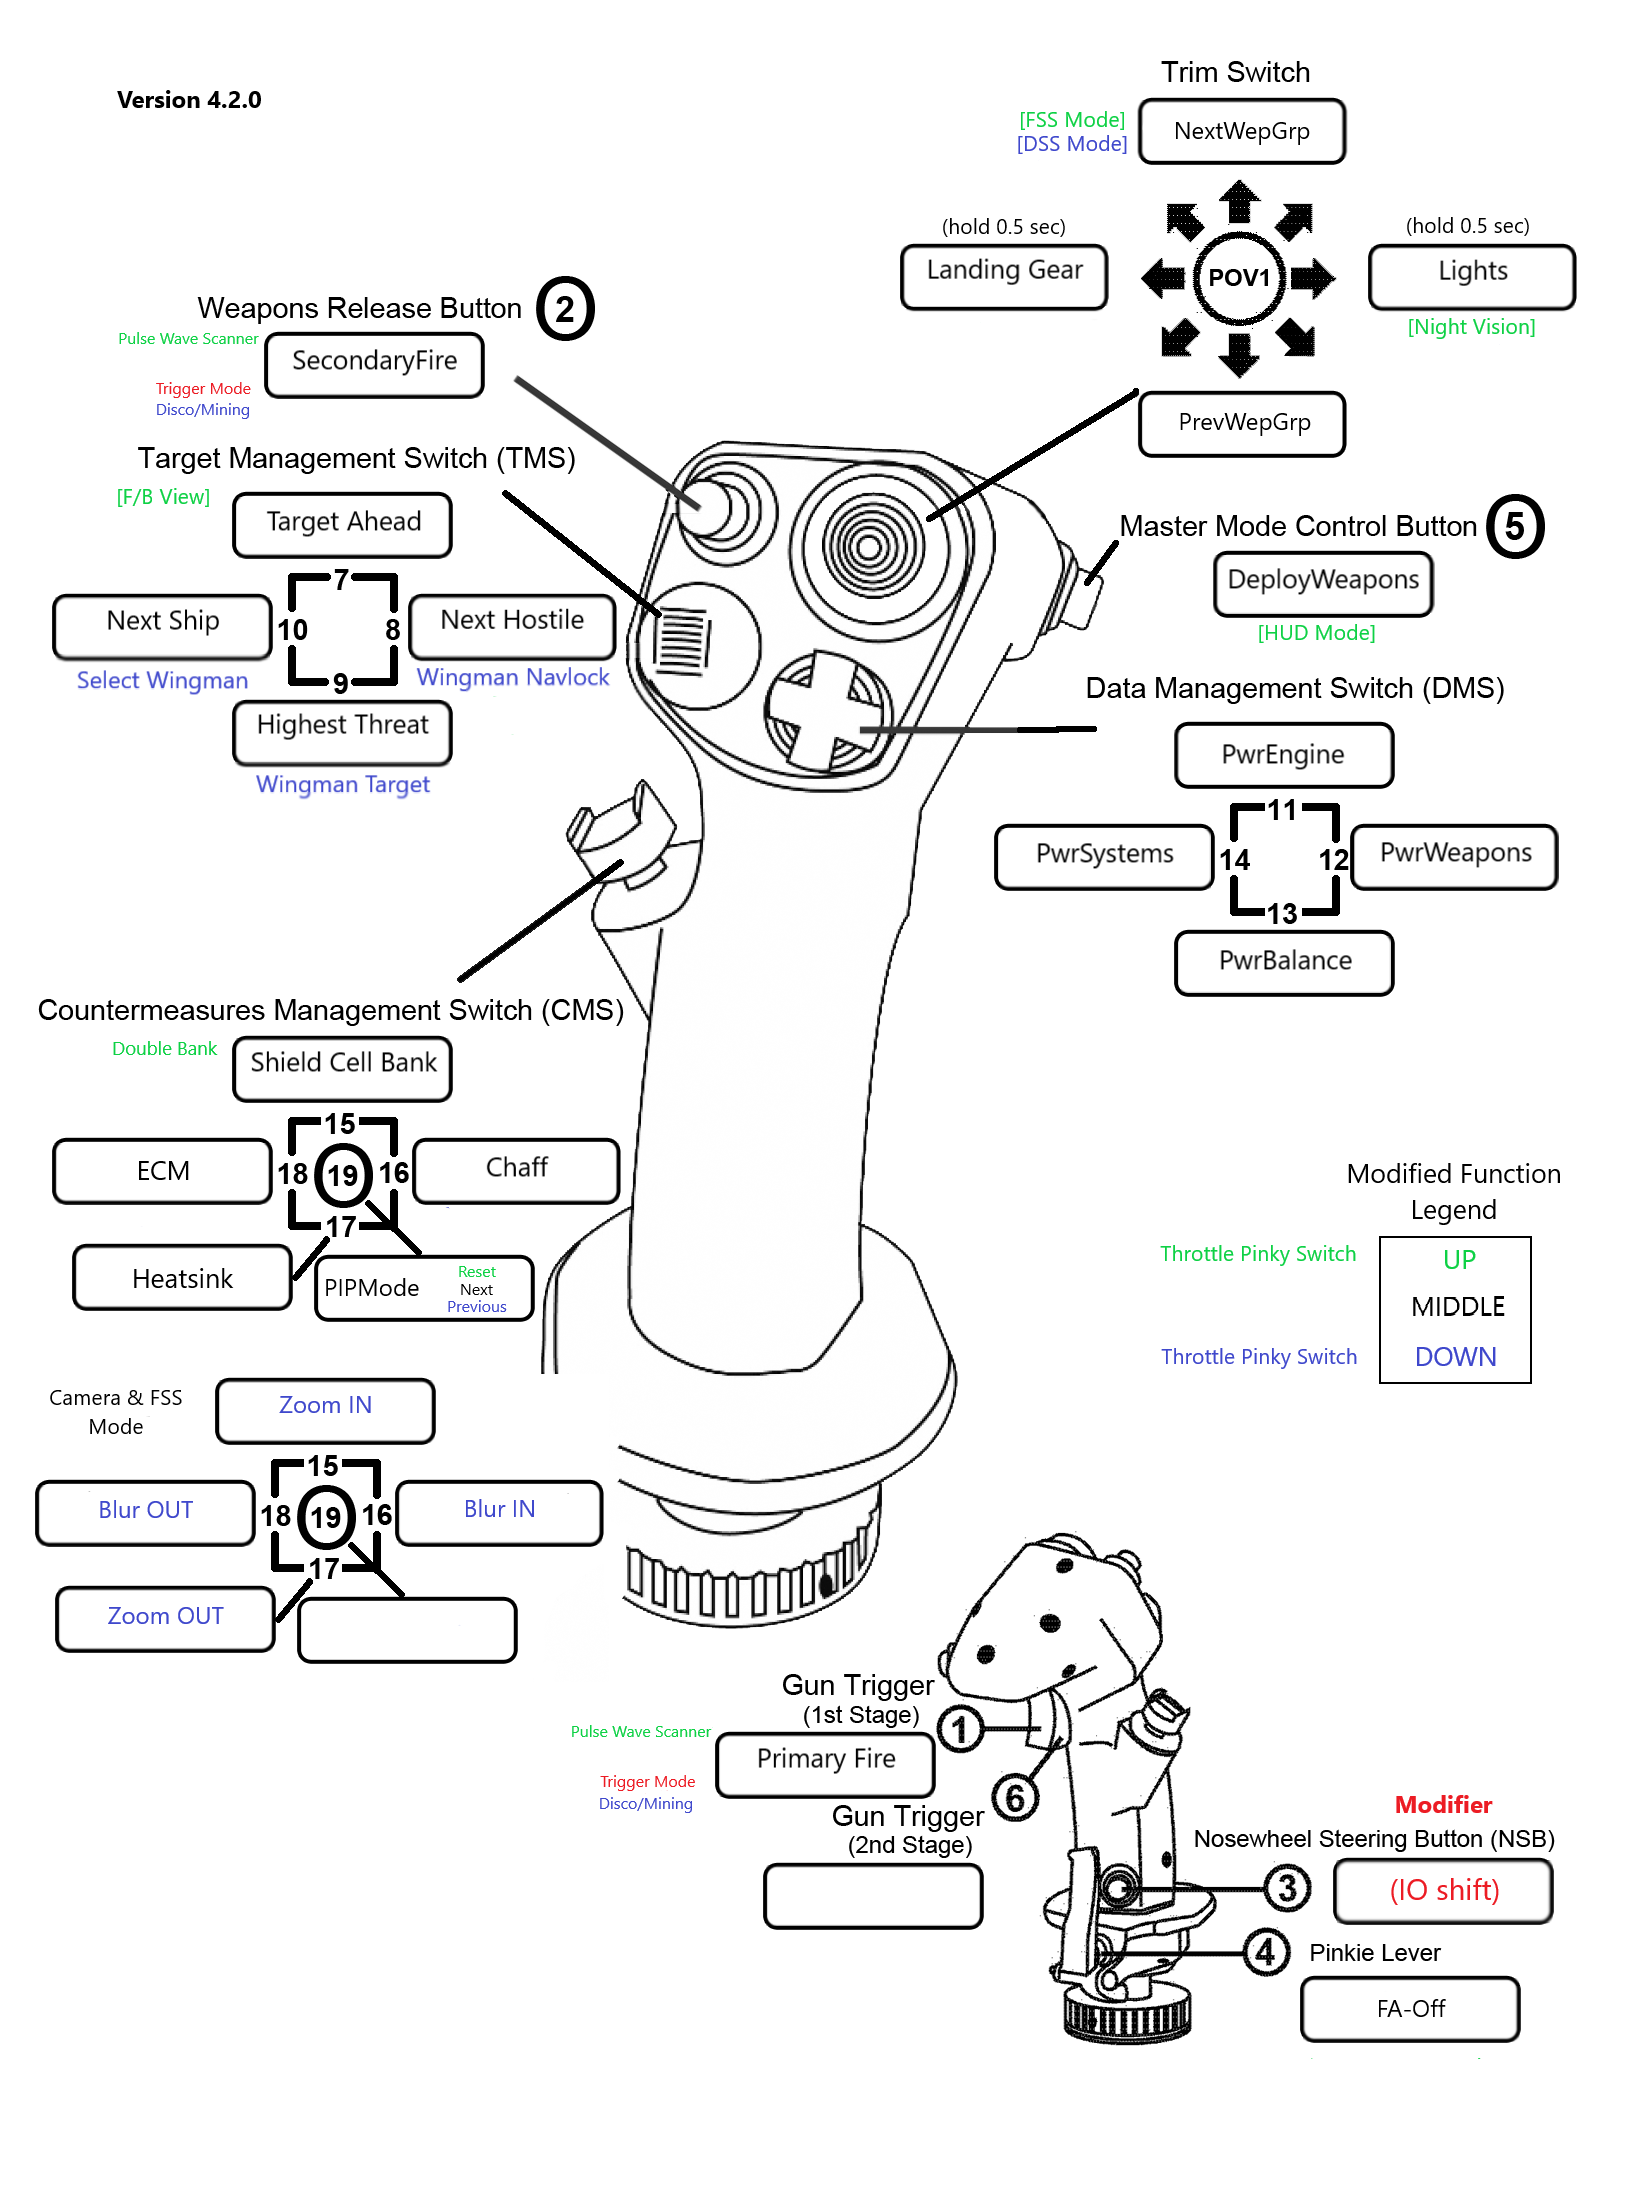 Version 4.2.0
Trim Switch
[FSS Mode]
[DSS Mode]
NextWepGrp
(hold 0.5 sec)
Landing Gear
POV1
(hold 0.5 sec)
Lights
[Night Vision]
PrevWepGrp
Weapons Release Button 2
Pulse Wave Scanner
SecondaryFire
Trigger Mode
Disco/Mining
Target Management Switch (TMS)
[F/B View]
Target Ahead
7
Next Ship
10
8
Next Hostile
Select Wingman
Wingman Navlock
9
Highest Threat
Wingman Target
Master Mode Control Button 5
DeployWeapons
[HUD Mode]
Data Management Switch (DMS)
PwrEngine
11
PwrSystems
14
12
PwrWeapons
13
PwrBalance
Countermeasures Management Switch (CMS)
Double Bank
Shield Cell Bank
15
ECM
18
19
16
Chaff
17
Heatsink
PIPMode
Reset
Next
Previous
Modified Function
Legend
Throttle Pinky Switch
UP
MIDDLE
Throttle Pinky Switch
DOWN
Camera & FSS
Mode
Zoom IN
15
Blur OUT
18
19
16
Blur IN
17
Zoom OUT
Gun Trigger
(1st Stage)
1
Pulse Wave Scanner
Primary Fire
Trigger Mode
Disco/Mining
6
Gun Trigger
(2nd Stage)
Modifier
Nosewheel Steering Button (NSB)
3
(IO shift)
4
Pinkie Lever
FA-Off